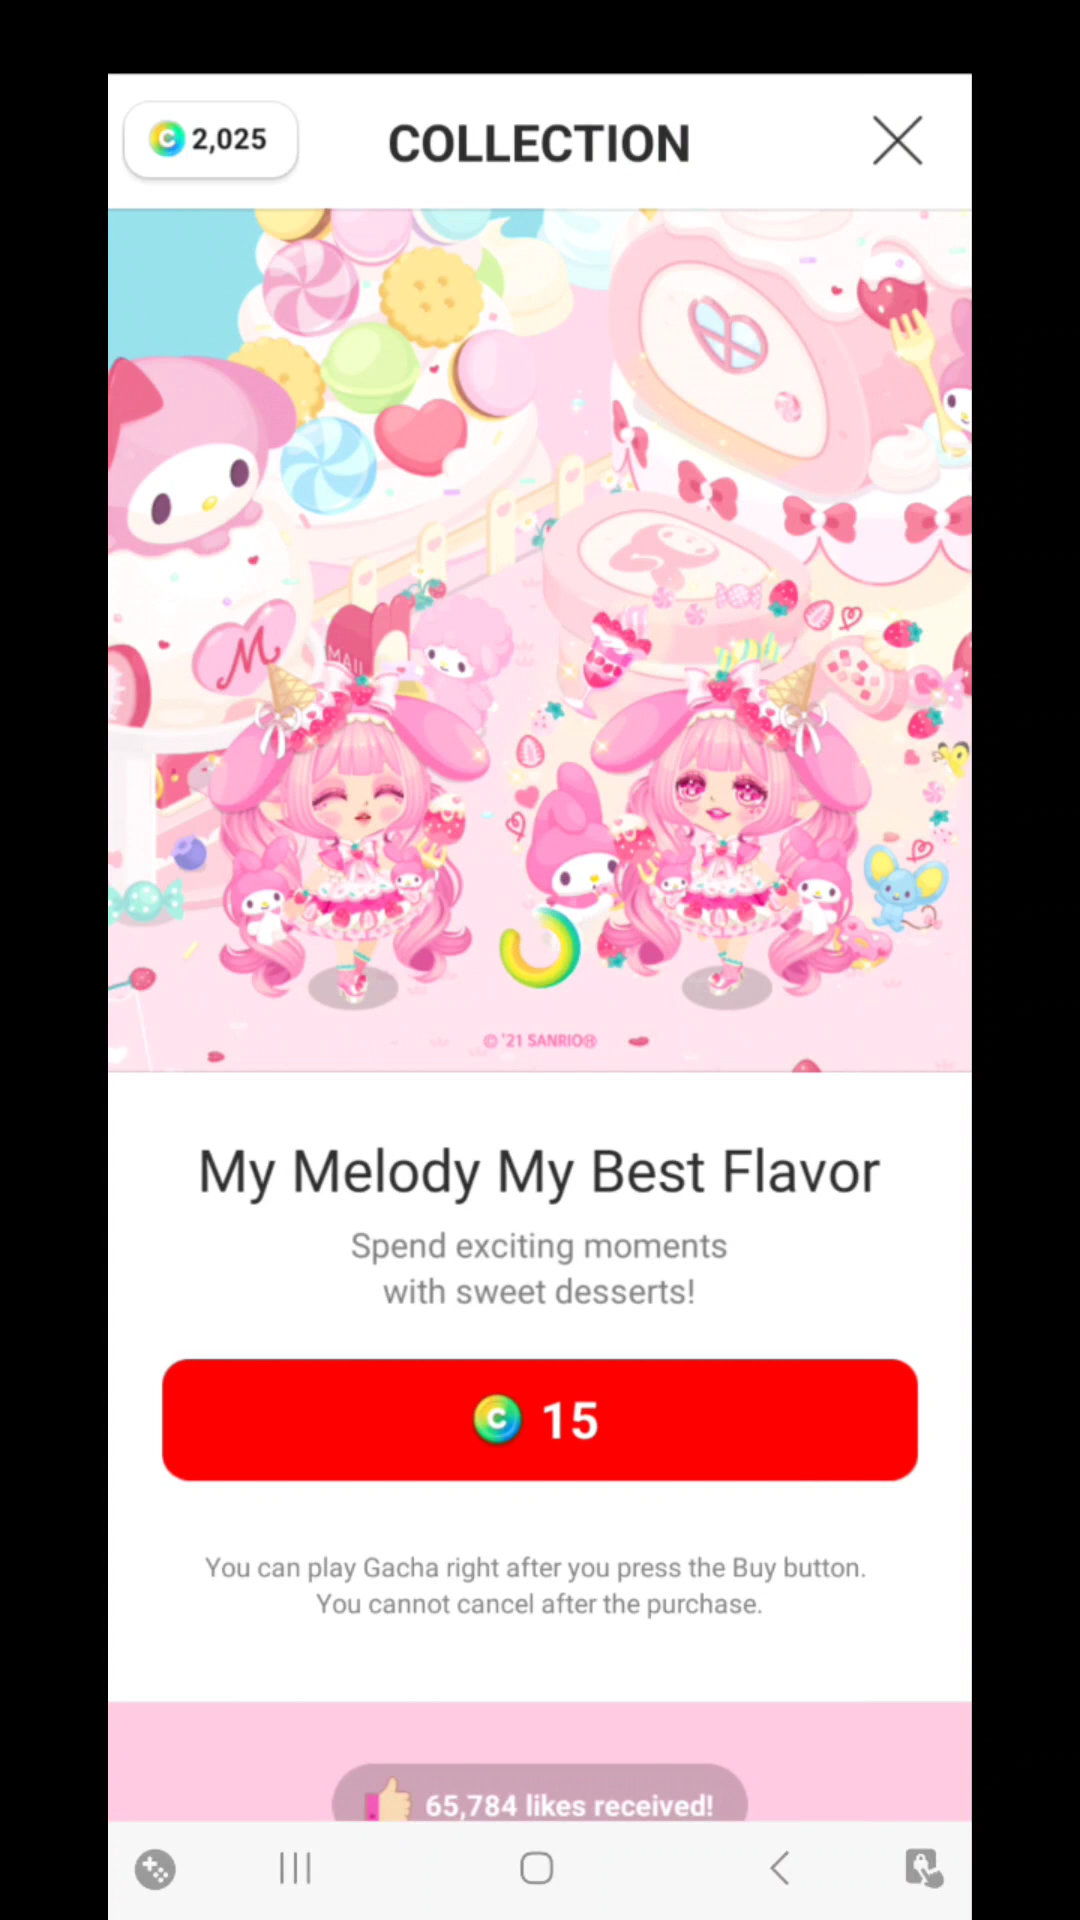 C 2,025
COLLECTION
M
MAIL
© '21 SANRIO®
My Melody My Best Flavor
Spend exciting moments
with sweet desserts!
C 15
You can play Gacha right after you press the Buy button.
You cannot cancel after the purchase.
65,784 likes received!